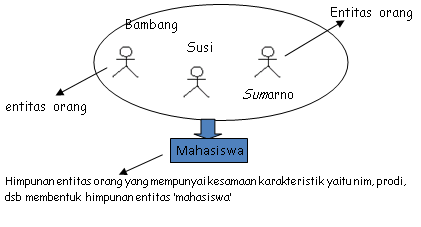 Entitas orang
Bambang
Susi
Sumarno
entitas orang
Mahasiswa
Himpunan entitas orang yang mempunyai kesamaan karakteristik yaitu nim, prodi,
dsb membentuk himpunan entitas 'mahasiswa'